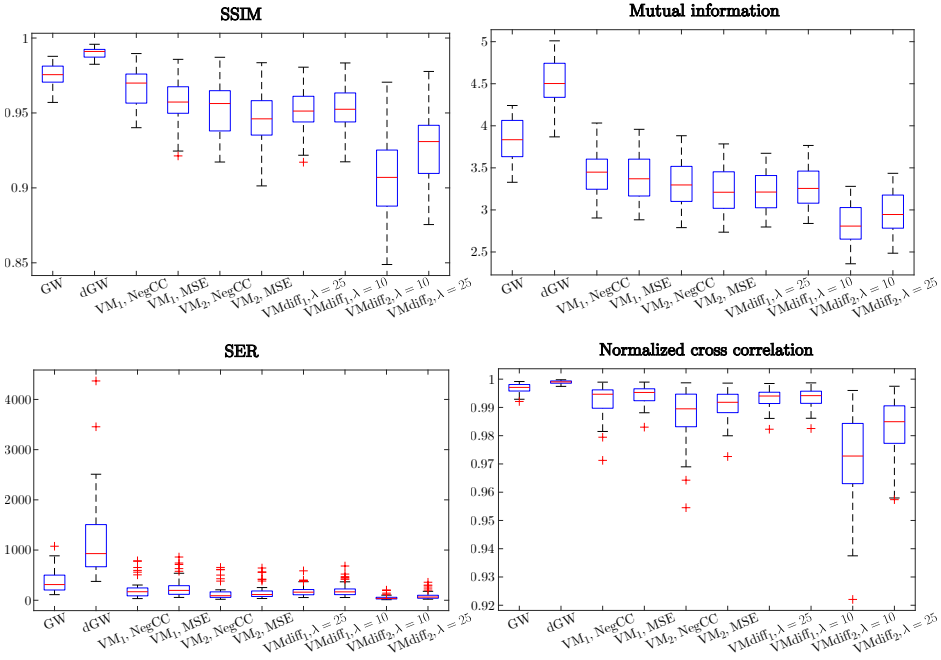 SSIM
1
0.95
0.9
0.85
GW
dGW
VM1, NegCC
VM1, MSE
VM2, NegCC
VM2, MSE
VMdiff1, λ = 25
VMdiff1, λ = 10
VMdiff2, λ = 10
VMdiff2, λ = 25
Mutual information
5
4.5
4
3.5
3
2.5
GW
dGW
VM1, NegCC
VM1, MSE
VM2, NegCC
VM2, MSE
VMdiff1, λ = 25
VMdiff1, λ = 10
VMdiff2, λ = 10
VMdiff2, λ = 25
SER
4000
3000
2000
1000
0
GW
dGW
VM1, NegCC
VM1, MSE
VM2, NegCC
VM2, MSE
VMdiff1, λ = 25
VMdiff1, λ = 10
VMdiff2, λ = 10
VMdiff2, λ = 25
Normalized cross correlation
1
0.99
0.98
0.97
0.96
0.95
0.94
0.93
0.92
GW
dGW
VM1, NegCC
VM1, MSE
VM2, NegCC
VM2, MSE
VMdiff1, λ = 25
VMdiff1, λ = 10
VMdiff2, λ = 10
VMdiff2, λ = 25